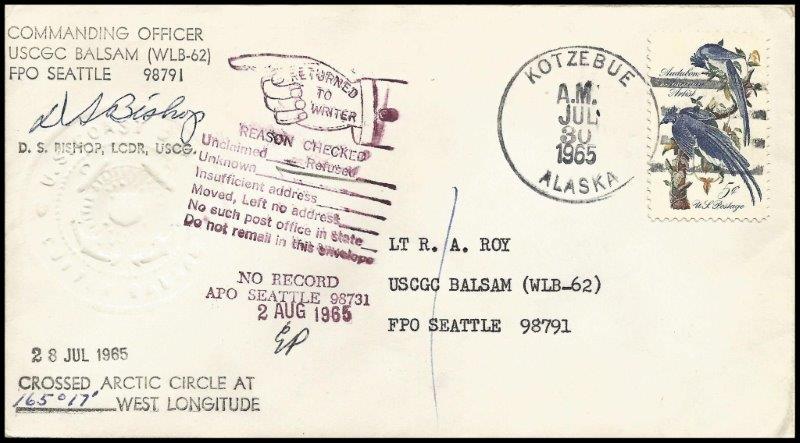 COMMANDING OFFICER
USCGC BALSAM (WLB-62)
FPO SEATTLE 98791
D S Bishop
D. S. BISHOP, LCDR, USCG.
RETURNED
TO
WRITER
REASON CHECKED
Unclaimed Refused
Unknown
Insufficient address
Moved, Left no address
No such post office in state
Do not remail in this envelope
NO RECORD
APO SEATTLE 98731
2 AUG 1965
KOTZEBUE
A.M.
JUL
30
1965
ALASKA
Audubon
American
Artist
5¢
U.S. Postage
LT R. A. ROY
USCGC BALSAM (WLB-62)
FPO SEATTLE 98791
28 JUL 1965
CROSSED ARCTIC CIRCLE AT
165°17' WEST LONGITUDE